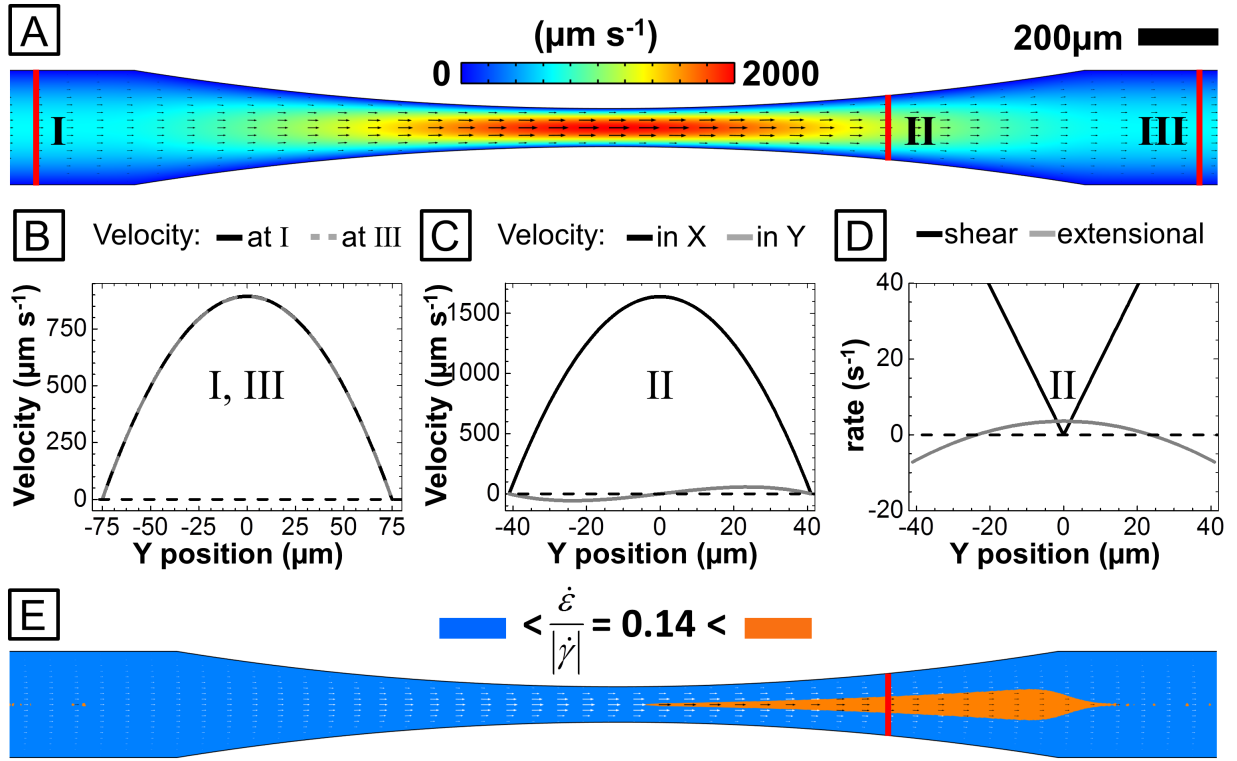 A
(µm s-1)
0 2000
200µm
I II III
B Velocity: at I at III
C Velocity: in X in Y
D shear extensional
Velocity (µm s-1)
750
500
250
0
I, III
-75 -50 -25 0 25 50 75
Y position (µm)
Velocity (µm s-1)
1500
1000
500
0
II
-40 -20 0 20 40
Y position (µm)
rate (s-1)
40
20
0
-20
II
-40 -20 0 20 40
Y position (µm)
E
< ε̇ / |γ̇| = 0.14 <